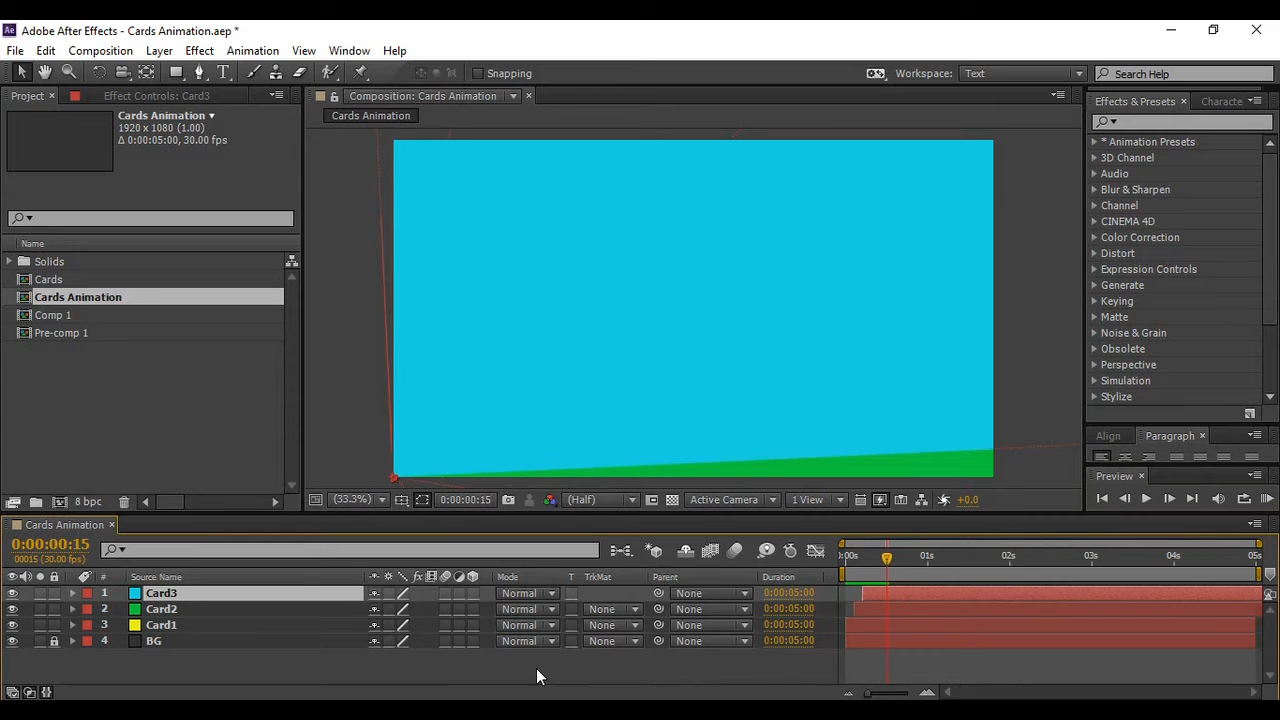 Adobe After Effects - Cards Animation.aep *
File Edit Composition Layer Effect Animation View Window Help
Snapping
Workspace: Text
Search Help
Project × Effect Controls: Card3
Composition: Cards Animation
Effects & Presets × Characte
Cards Animation
1920 x 1080 (1.00)
Δ 0:00:05:00, 30.00 fps
Cards Animation
Name
Solids
Cards
Cards Animation
Comp 1
Pre-comp 1
* Animation Presets
3D Channel
Audio
Blur & Sharpen
Channel
CINEMA 4D
Color Correction
Distort
Expression Controls
Generate
Keying
Matte
Noise & Grain
Obsolete
Perspective
Simulation
Stylize
Align Paragraph ×
Preview ×
8 bpc
(33.3%) 0:00:00:15 (Half) Active Camera 1 View +0.0
Cards Animation ×
0:00:00:15
00015 (30.00 fps)
:00s 01s 02s 03s 04s 05s
# Source Name fx Mode T TrkMat Parent Duration
1 Card3 Normal None 0:00:05:00
2 Card2 Normal None None 0:00:05:00
3 Card1 Normal None None 0:00:05:00
4 BG Normal None None 0:00:05:00